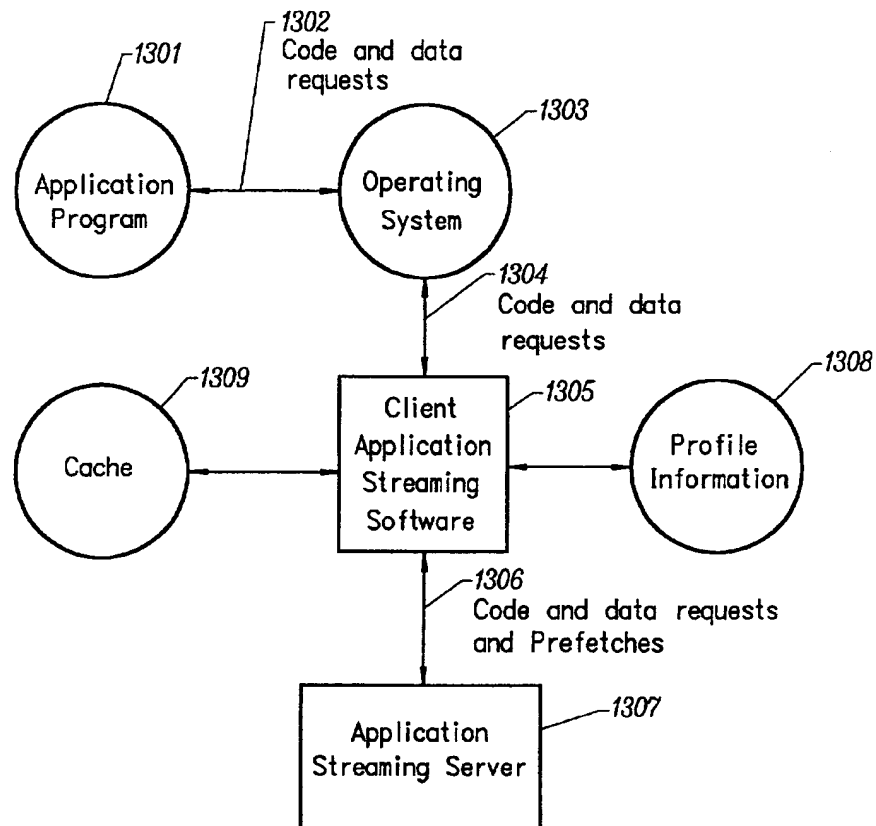 1301
1302
Code and data
requests
1303
Application
Program
Operating
System
1304
Code and data
requests
1309
Cache
Client
Application
Streaming
Software
1305
1308
Profile
Information
1306
Code and data requests
and Prefetches
Application
Streaming Server
1307